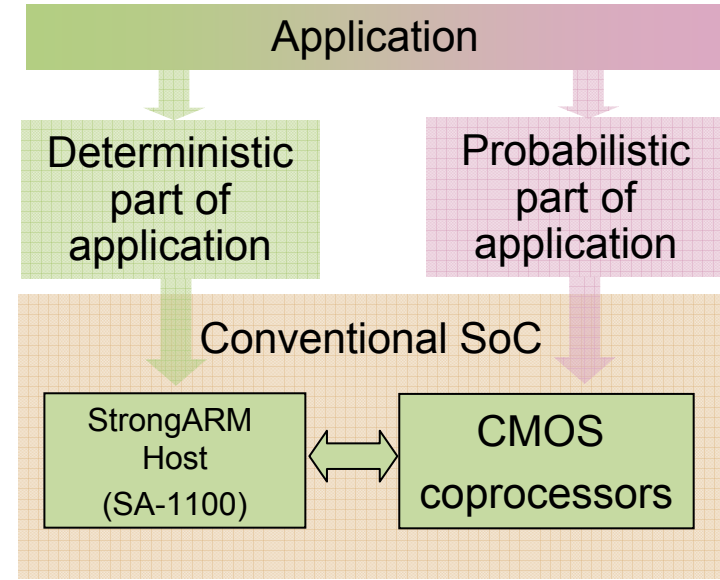 Application
Deterministic
part of
application
Probabilistic
part of
application
Conventional SoC
StrongARM
Host
(SA-1100)
CMOS
coprocessors